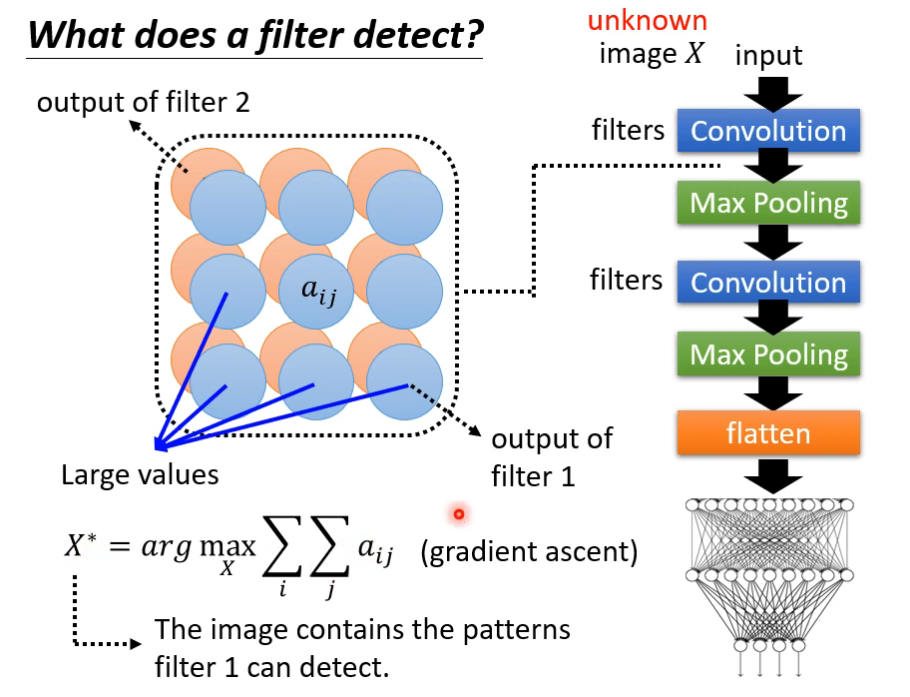 What does a filter detect?
unknown
image X
input
output of filter 2
filters
Convolution
Max Pooling
filters
Convolution
Max Pooling
flatten
a_{ij}
output of
filter 1
Large values
X^* = arg \max_X \sum_i \sum_j a_{ij} (gradient ascent)
The image contains the patterns
filter 1 can detect.